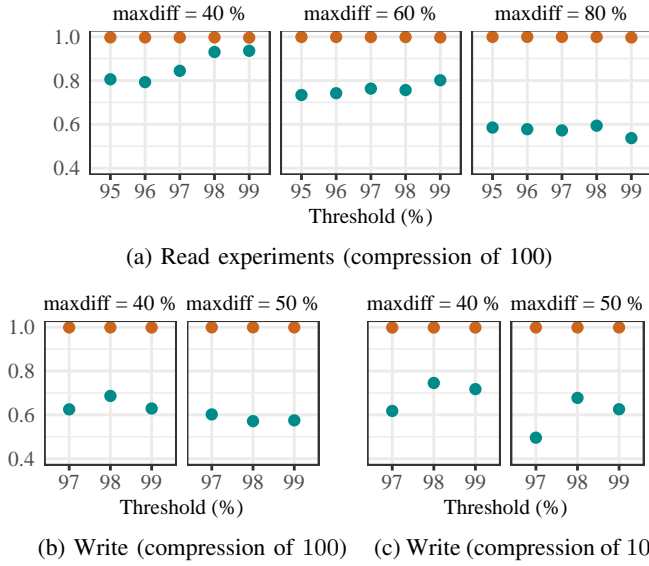 maxdiff = 40 % maxdiff = 60 % maxdiff = 80 %
1.0
0.8
0.6
0.4
95 96 97 98 99 95 96 97 98 99 95 96 97 98 99
Threshold (%)
(a) Read experiments (compression of 100)
maxdiff = 40 % maxdiff = 50 % maxdiff = 40 % maxdiff = 50 %
1.0
0.8
0.6
0.4
97 98 99 97 98 99 97 98 99 97 98 99
Threshold (%) Threshold (%)
(b) Write (compression of 100) (c) Write (compression of 10